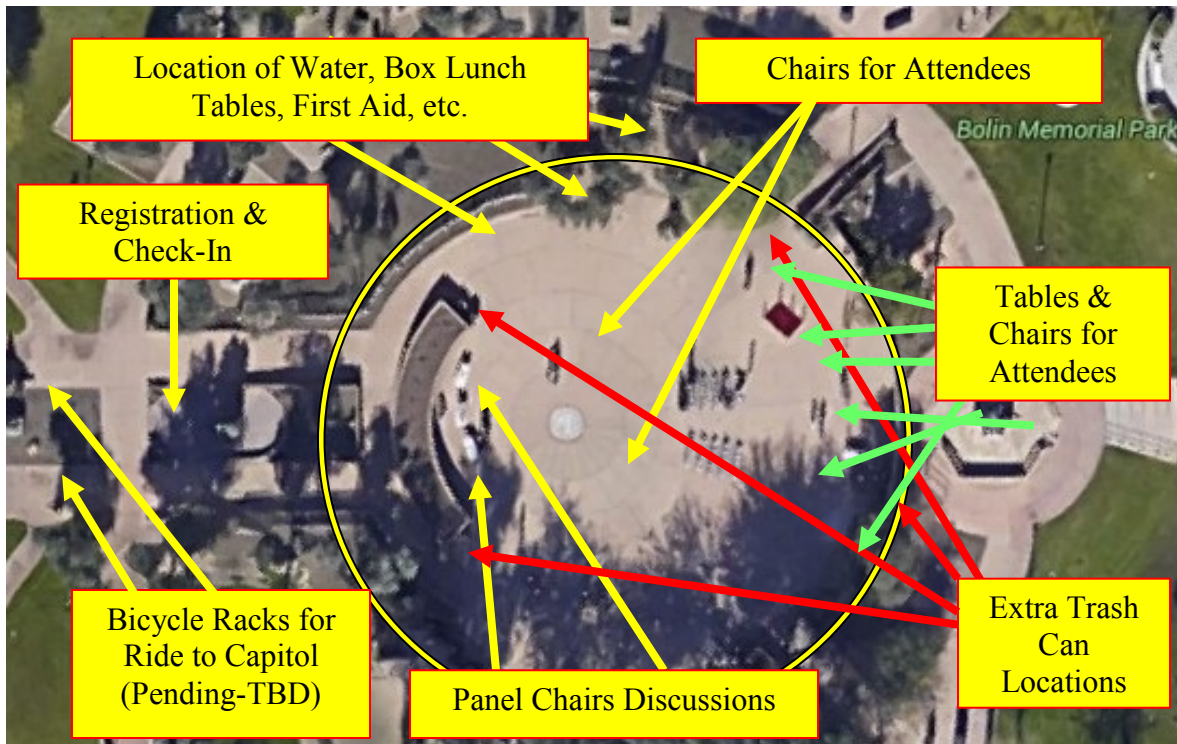 Location of Water, Box Lunch
Tables, First Aid, etc.
Chairs for Attendees
Bolin Memorial Park
Registration &
Check-In
Tables &
Chairs for
Attendees
Bicycle Racks for
Ride to Capitol
(Pending-TBD)
Panel Chairs Discussions
Extra Trash
Can
Locations